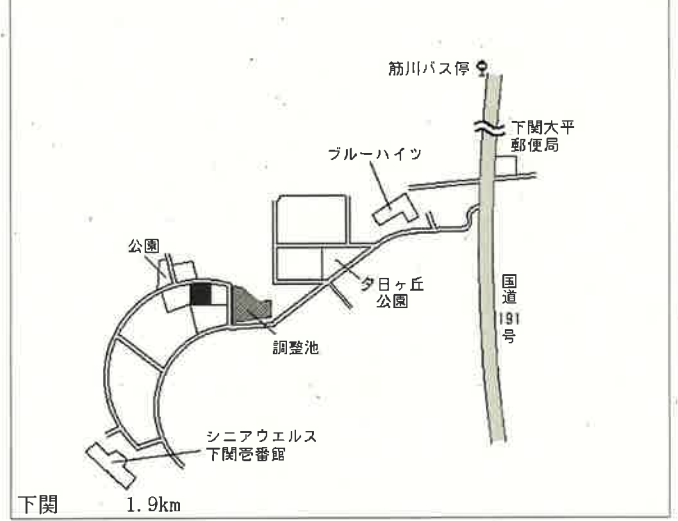 筋川バス停
下関大平
郵便局
ブルーハイツ
公園
夕日ヶ丘
公園
国道
191
号
調整池
シニアウエルス
下関壱番館
下関 1.9km